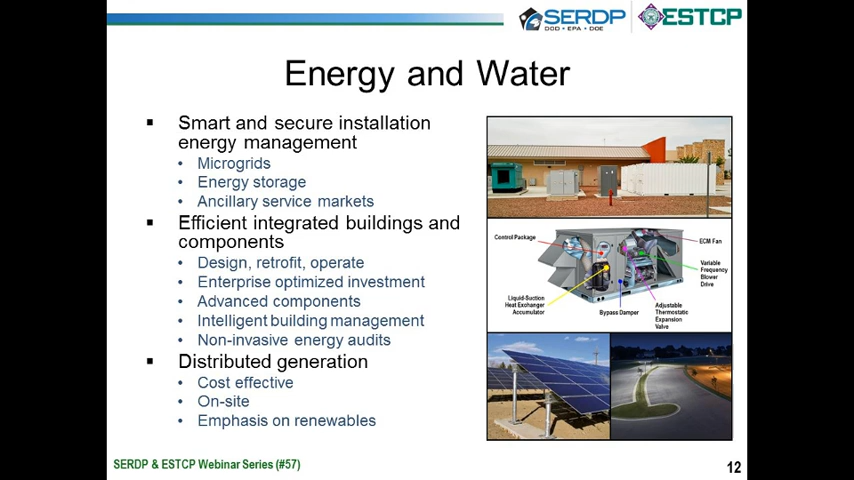 SERDP
DOD • EPA • DOE
ESTCP
Energy and Water
▪ Smart and secure installation
energy management
• Microgrids
• Energy storage
• Ancillary service markets
▪ Efficient integrated buildings and
components
• Design, retrofit, operate
• Enterprise optimized investment
• Advanced components
• Intelligent building management
• Non-invasive energy audits
▪ Distributed generation
• Cost effective
• On-site
• Emphasis on renewables
Control Package
ECM Fan
Variable
Frequency
Blower
Drive
Liquid-Suction
Heat Exchanger
Accumulator
Bypass Damper
Adjustable
Thermostatic
Expansion
Valve
SERDP & ESTCP Webinar Series (#57)
12